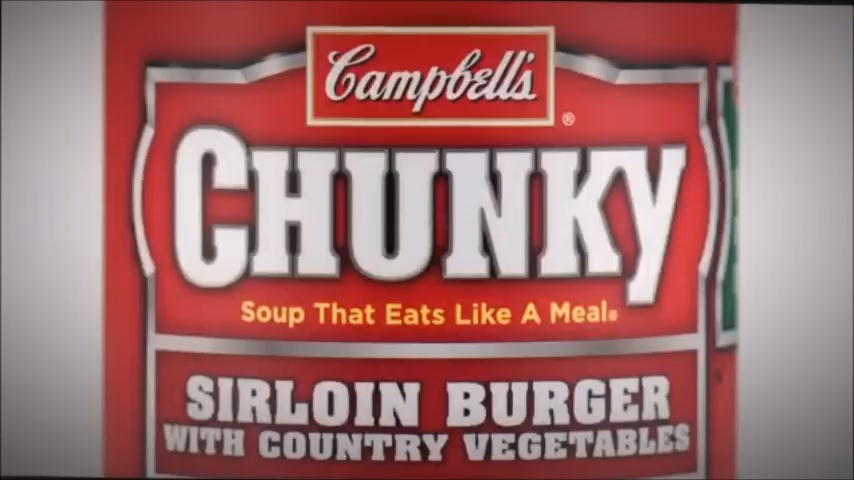 Campbell's®
CHUNKY
Soup That Eats Like A Meal®
SIRLOIN BURGER
WITH COUNTRY VEGETABLES